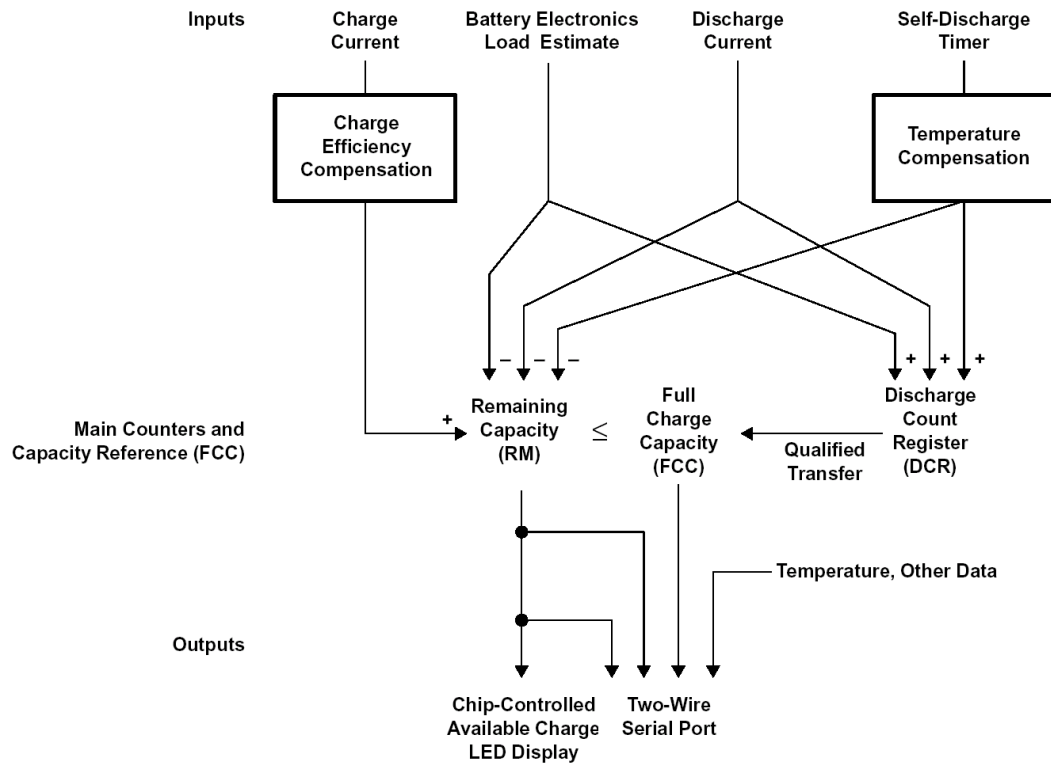 Inputs
Charge
Current
Battery Electronics
Load Estimate
Discharge
Current
Self-Discharge
Timer
Charge
Efficiency
Compensation
Temperature
Compensation
– – –
+ + +
Main Counters and
Capacity Reference (FCC)
+
Remaining
Capacity
(RM)
≤
Full
Charge
Capacity
(FCC)
Qualified
Transfer
Discharge
Count
Register
(DCR)
Temperature, Other Data
Outputs
Chip-Controlled
Available Charge
LED Display
Two-Wire
Serial Port